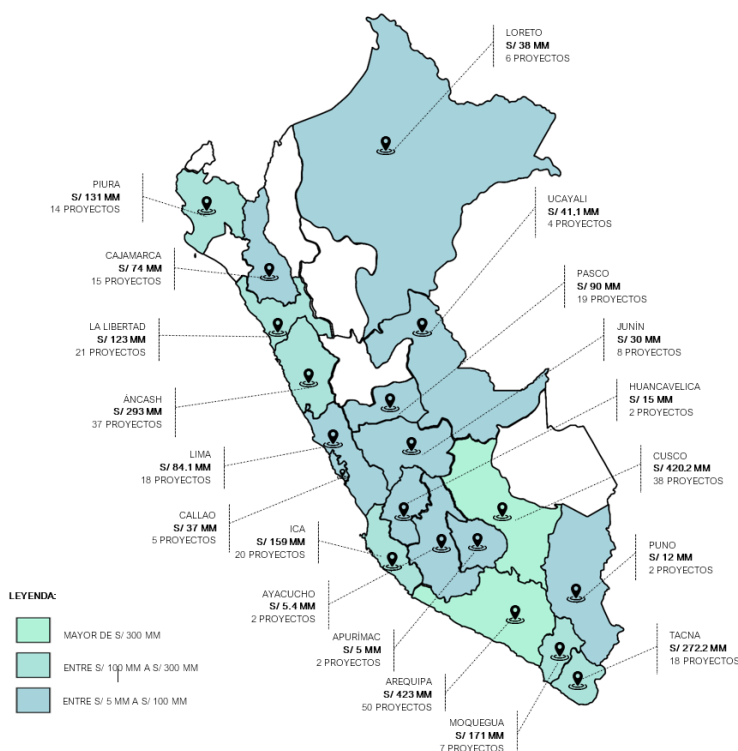 LORETO
S/ 38 MM
6 PROYECTOS
PIURA
S/ 131 MM
14 PROYECTOS
UCAYALI
S/ 41.1 MM
4 PROYECTOS
CAJAMARCA
S/ 74 MM
15 PROYECTOS
PASCO
S/ 90 MM
19 PROYECTOS
LA LIBERTAD
S/ 123 MM
21 PROYECTOS
JUNÍN
S/ 30 MM
8 PROYECTOS
ÁNCASH
S/ 293 MM
37 PROYECTOS
HUANCAVELICA
S/ 15 MM
2 PROYECTOS
LIMA
S/ 84.1 MM
18 PROYECTOS
CUSCO
S/ 420.2 MM
38 PROYECTOS
CALLAO
S/ 37 MM
5 PROYECTOS
ICA
S/ 159 MM
20 PROYECTOS
PUNO
S/ 12 MM
2 PROYECTOS
AYACUCHO
S/ 5.4 MM
2 PROYECTOS
APURÍMAC
S/ 5 MM
2 PROYECTOS
TACNA
S/ 272.2 MM
18 PROYECTOS
AREQUIPA
S/ 423 MM
50 PROYECTOS
MOQUEGUA
S/ 171 MM
7 PROYECTOS
LEYENDA:
MAYOR DE S/ 300 MM
ENTRE S/ 100 MM A S/ 300 MM
ENTRE S/ 5 MM A S/ 100 MM